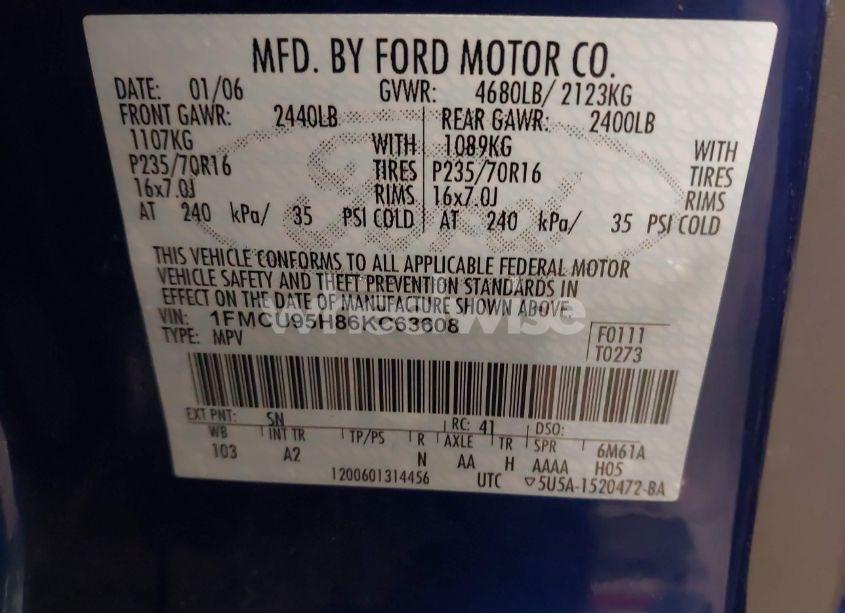 MFD. BY FORD MOTOR CO.
DATE: 01/06 GVWR: 4680LB/ 2123KG
FRONT GAWR: 2440LB REAR GAWR: 2400LB
1107KG WITH 1089KG WITH
P235/70R16 TIRES P235/70R16 TIRES
16x7.0J RIMS 16x7.0J RIMS
AT 240 kPa/ 35 PSI COLD AT 240 kPa/ 35 PSI COLD
THIS VEHICLE CONFORMS TO ALL APPLICABLE FEDERAL MOTOR
VEHICLE SAFETY AND THEFT PREVENTION STANDARDS IN
EFFECT ON THE DATE OF MANUFACTURE SHOWN ABOVE.
VIN: 1FMCU95H86KC63608
TYPE: MPV
F0111
T0273
EXT PNT: SN RC: 41 DSO:
WB INT TR TP/PS R AXLE TR SPR 6M61A
103 A2 N AA H AAAA H05
1200601314456 UTC ▽5U5A-1520472-BA
Ford